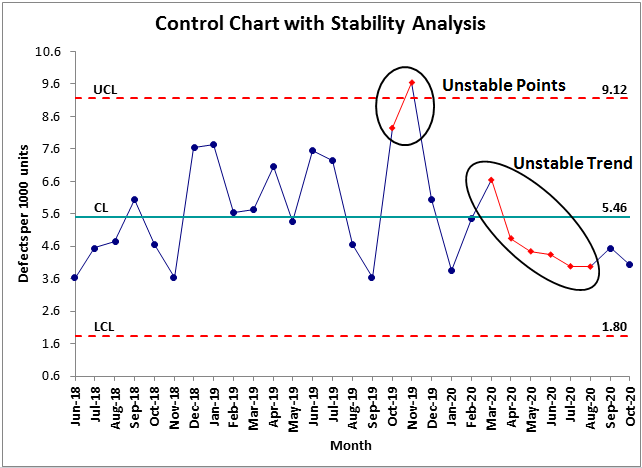 Control Chart with Stability Analysis
10.6
9.6
8.6
7.6
6.6
5.6
4.6
3.6
2.6
1.6
0.6
Defects per 1000 units
UCL
9.12
Unstable Points
Unstable Trend
CL
5.46
LCL
1.80
Jun-18
Jul-18
Aug-18
Sep-18
Oct-18
Nov-18
Dec-18
Jan-19
Feb-19
Mar-19
Apr-19
May-19
Jun-19
Jul-19
Aug-19
Sep-19
Oct-19
Nov-19
Dec-19
Jan-20
Feb-20
Mar-20
Apr-20
May-20
Jun-20
Jul-20
Aug-20
Sep-20
Oct-20
Month